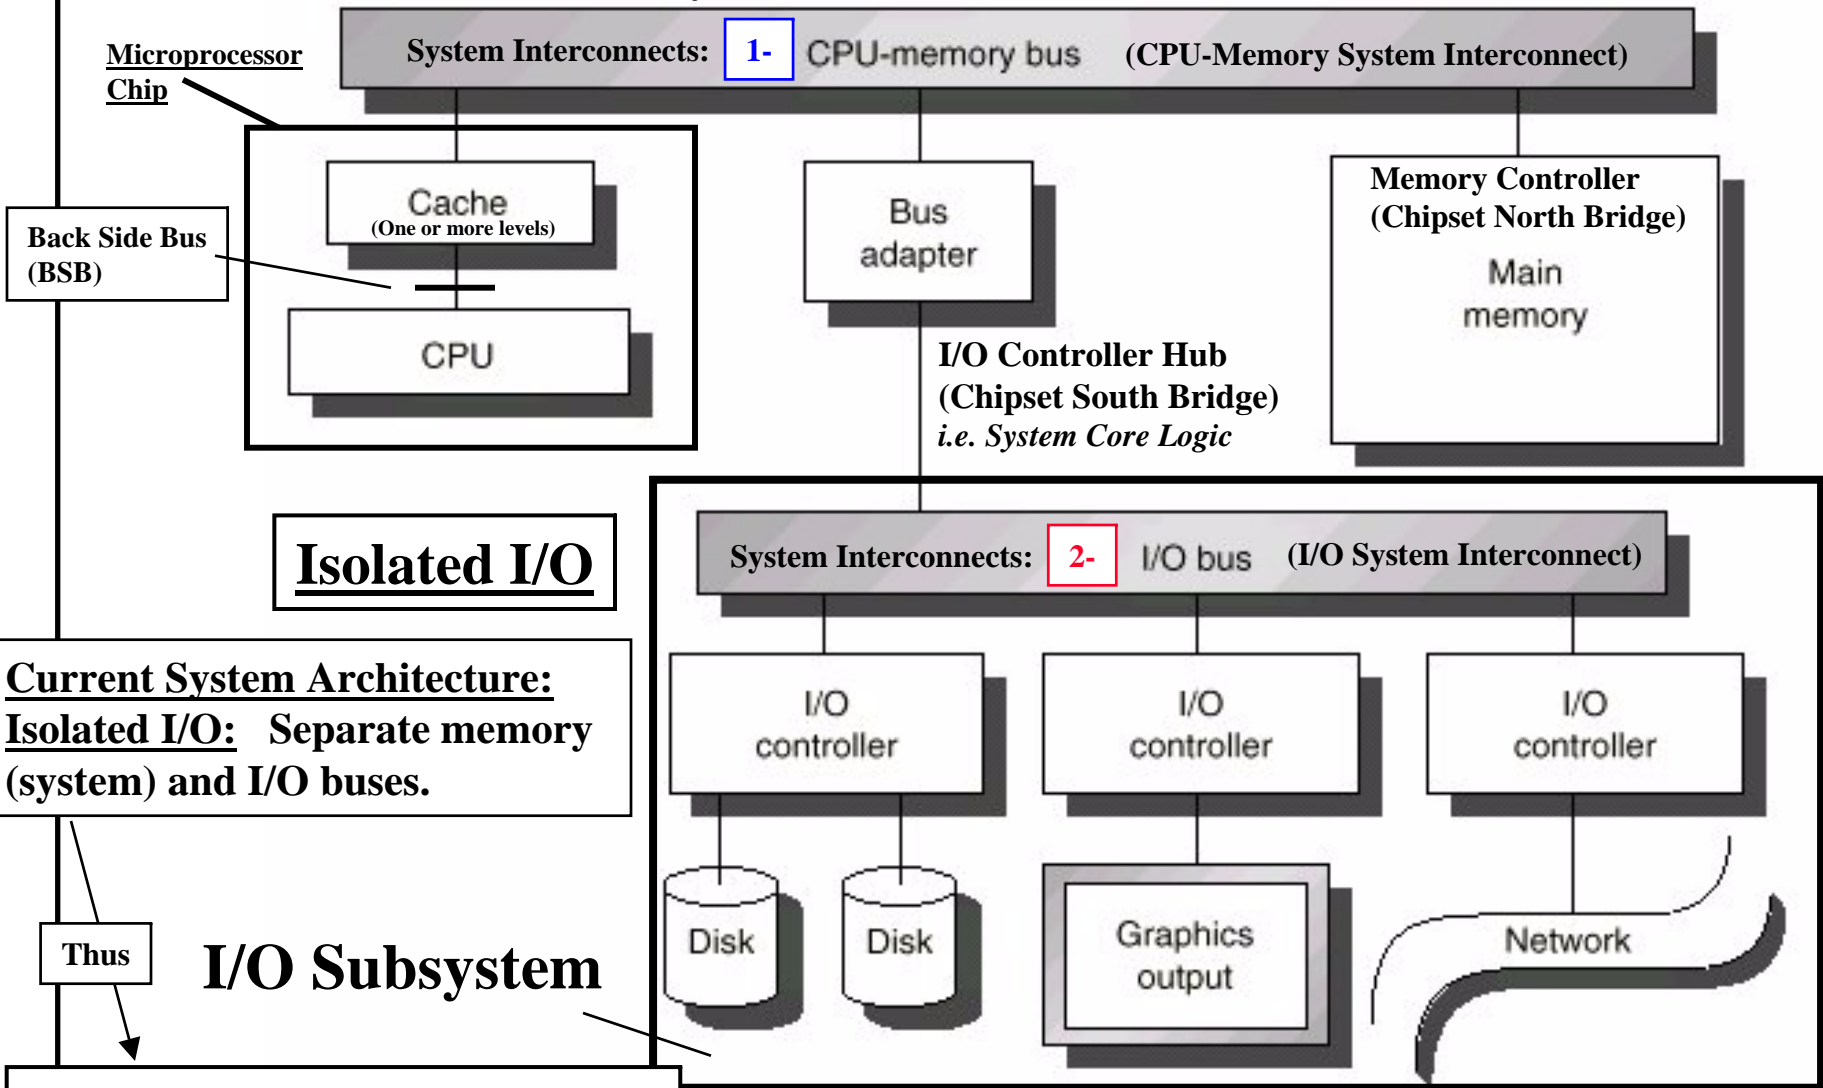 System Interconnects: 1- CPU-memory bus (CPU-Memory System Interconnect)
Microprocessor
Chip
Cache
(One or more levels)
Back Side Bus
(BSB)
CPU
Bus
adapter
Memory Controller
(Chipset North Bridge)
Main
memory
I/O Controller Hub
(Chipset South Bridge)
i.e. System Core Logic
Isolated I/O
System Interconnects: 2- I/O bus (I/O System Interconnect)
Current System Architecture:
Isolated I/O: Separate memory
(system) and I/O buses.
I/O
controller
I/O
controller
I/O
controller
Disk
Disk
Graphics
output
Network
Thus
I/O Subsystem